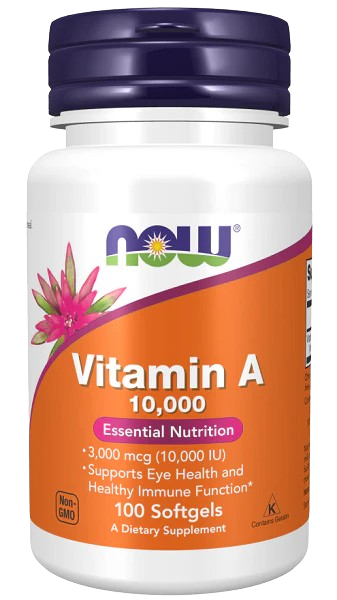 NOW®
Vitamin A
10,000
Essential Nutrition
• 3,000 mcg (10,000 IU)
• Supports Eye Health and
Healthy Immune Function*
100 Softgels
A Dietary Supplement
Non-
GMO
K
Contains Gelatin